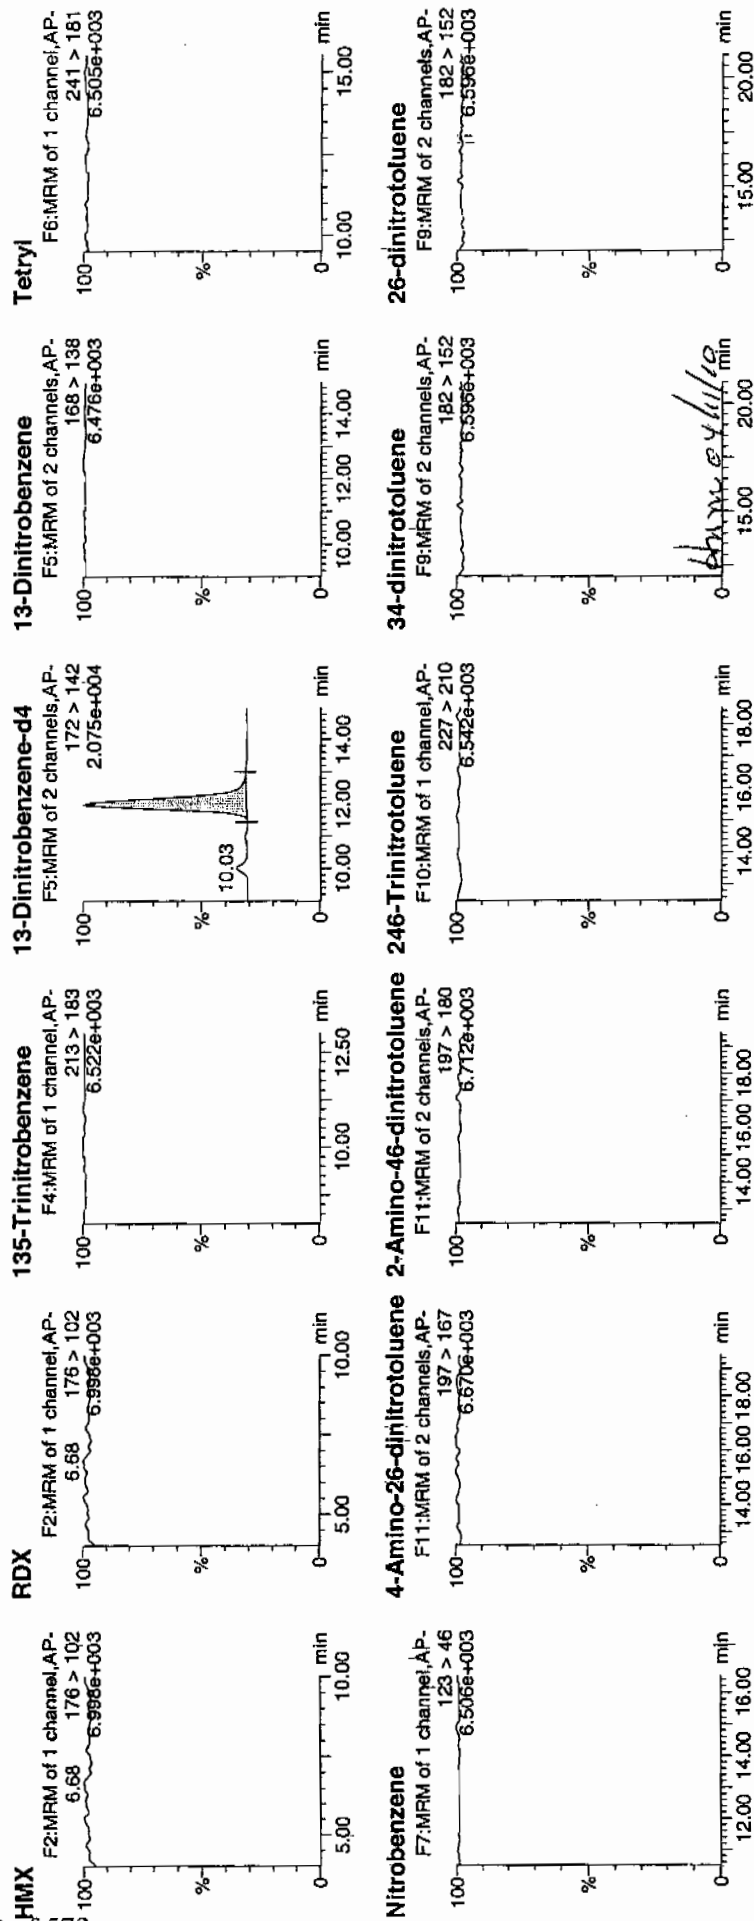 HMX
F2:MRM of 1 channel,AP-
176 > 102
6.998e+003
6.68
100
%
0
5.00
10.00
min
RDX
F2:MRM of 1 channel,AP-
176 > 102
6.998e+003
6.68
100
%
0
5.00
10.00
min
135-Trinitrobenzene
F4:MRM of 1 channel,AP-
213 > 183
6.522e+003
100
%
0
10.00
12.50
min
13-Dinitrobenzene-d4
F5:MRM of 2 channels,AP-
172 > 142
2.075e+004
10.03
100
%
0
10.00
12.00
14.00
min
13-Dinitrobenzene
F5:MRM of 2 channels,AP-
168 > 138
6.476e+003
100
%
0
10.00
12.00
14.00
min
Tetryl
F6:MRM of 1 channel,AP-
241 > 181
6.505e+003
100
%
0
10.00
15.00
min
Nitrobenzene
F7:MRM of 1 channel,AP-
123 > 46
6.506e+003
100
%
0
12.00
14.00
16.00
min
4-Amino-26-dinitrotoluene
F11:MRM of 2 channels,AP-
197 > 167
6.670e+003
100
%
0
14.00
16.00
18.00
min
2-Amino-46-dinitrotoluene
F11:MRM of 2 channels,AP-
197 > 180
6.712e+003
100
%
0
14.00
16.00
18.00
min
246-Trinitrotoluene
F10:MRM of 1 channel,AP-
227 > 210
6.542e+003
100
%
0
14.00
16.00
18.00
min
34-dinitrotoluene
F9:MRM of 2 channels,AP-
182 > 152
6.596e+003
100
%
0
15.00
20.00
min
04/11/10
26-dinitrotoluene
F9:MRM of 2 channels,AP-
182 > 152
6.596e+003
100
%
0
15.00
20.00
min